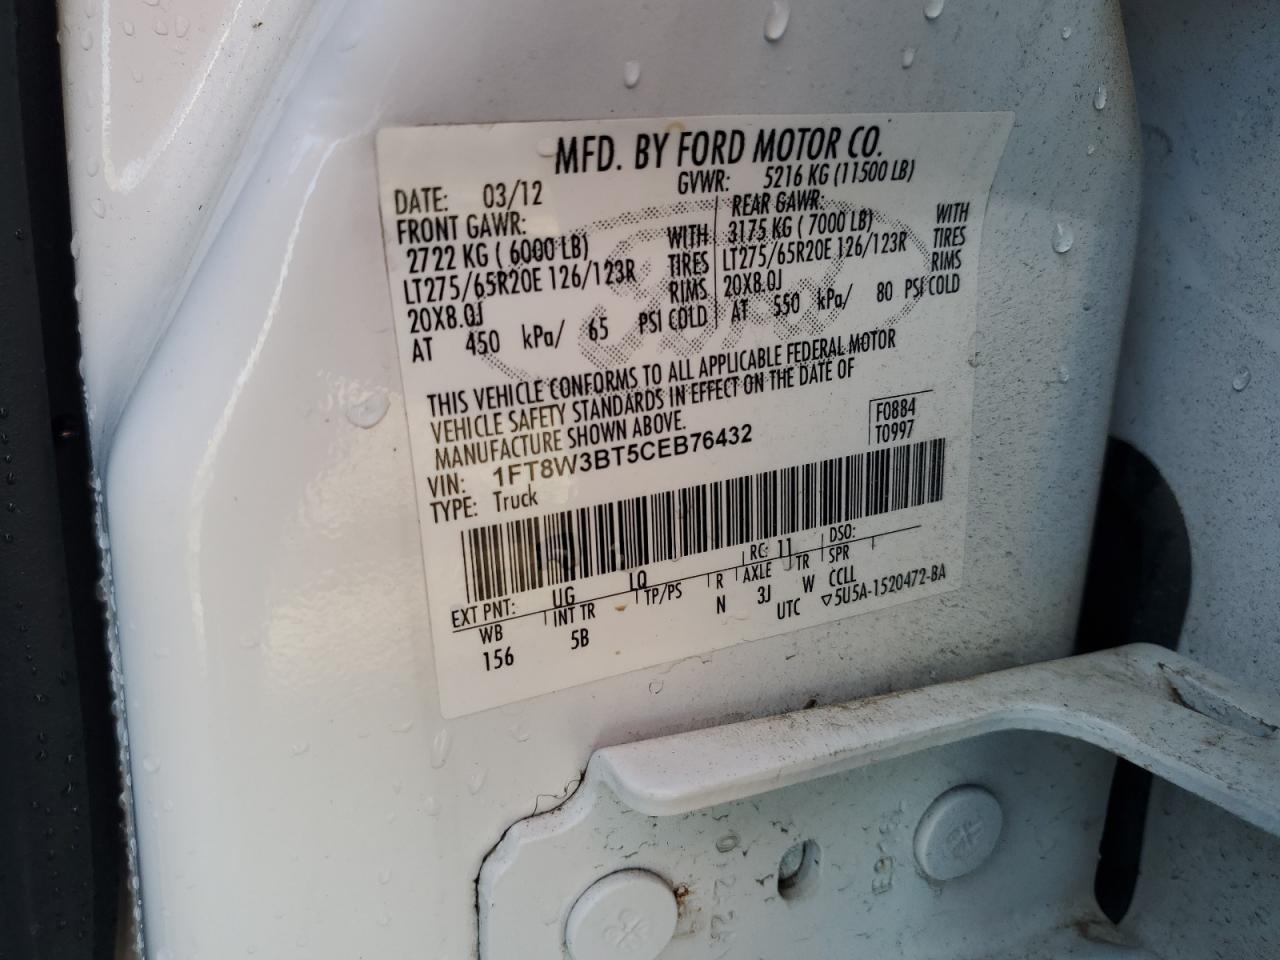 MFD. BY FORD MOTOR CO.
DATE: 03/12 GVWR: 5216 KG (11500 LB)
FRONT GAWR: REAR GAWR:
2722 KG ( 6000 LB) WITH 3175 KG ( 7000 LB) WITH
LT275/65R20E 126/123R TIRES LT275/65R20E 126/123R TIRES
20X8.0J RIMS 20X8.0J RIMS
AT 450 kPa/ 65 PSI COLD AT 550 kPa/ 80 PSI COLD
THIS VEHICLE CONFORMS TO ALL APPLICABLE FEDERAL MOTOR
VEHICLE SAFETY STANDARDS IN EFFECT ON THE DATE OF
MANUFACTURE SHOWN ABOVE. F0884
VIN: 1FT8W3BT5CEB76432 T0997
TYPE: Truck
EXT PNT: UG LQ RC: 11 DSO:
WB INT TR TP/PS R AXLE TR SPR
156 5B N 3J W CCLL
UTC ▽5U5A-1520472-BA